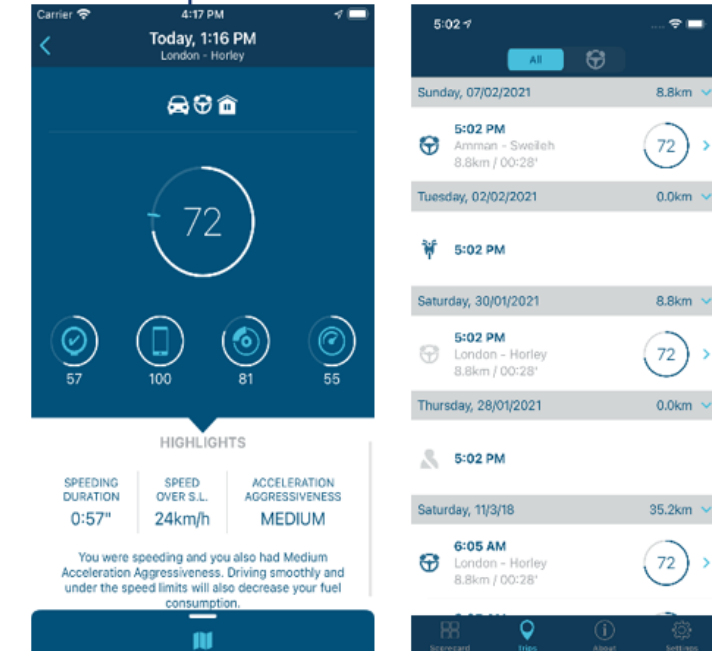 Carrier
4:17 PM
Today, 1:16 PM
London - Horley
72
57
100
81
55
HIGHLIGHTS
SPEEDING DURATION
0:57"
SPEED OVER S.L.
24km/h
ACCELERATION AGGRESSIVENESS
MEDIUM
You were speeding and you also had Medium
Acceleration Aggressiveness. Driving smoothly and
under the speed limits will also decrease your fuel
consumption.
5:02
All
Sunday, 07/02/2021 8.8km
5:02 PM
Amman - Sweileh
8.8km / 00:28'
72
Tuesday, 02/02/2021 0.0km
5:02 PM
Saturday, 30/01/2021 8.8km
5:02 PM
London - Horley
8.8km / 00:28'
72
Thursday, 28/01/2021 0.0km
5:02 PM
Saturday, 11/3/18 35.2km
6:05 AM
London - Horley
8.8km / 00:28'
72
Scorecard
Trips
About
Settings